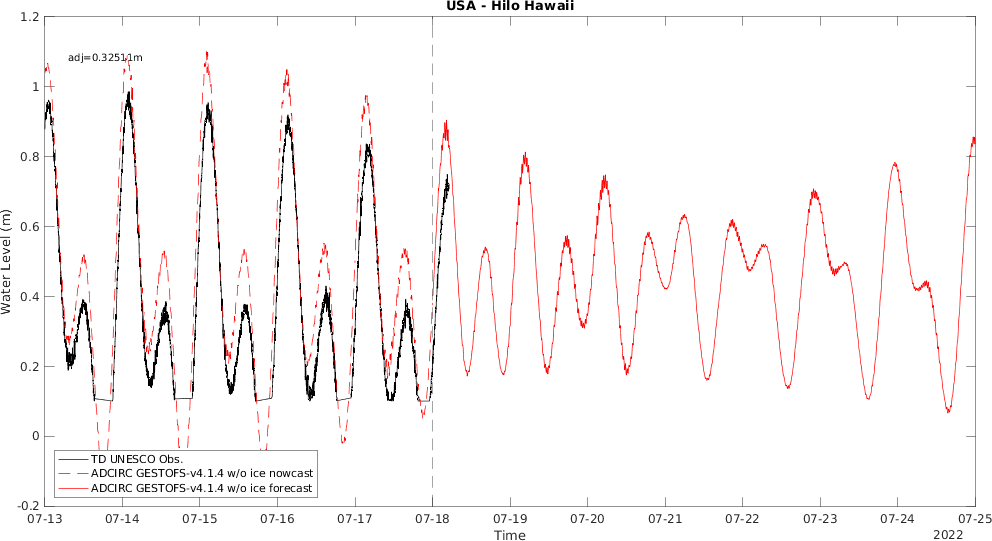 USA - Hilo Hawaii
adj=0.32511m
1.2
1
0.8
0.6
0.4
0.2
0
-0.2
Water Level (m)
TD UNESCO Obs.
ADCIRC GESTOFS-v4.1.4 w/o ice nowcast
ADCIRC GESTOFS-v4.1.4 w/o ice forecast
07-13 07-14 07-15 07-16 07-17 07-18 07-19 07-20 07-21 07-22 07-23 07-24 07-25
Time
2022